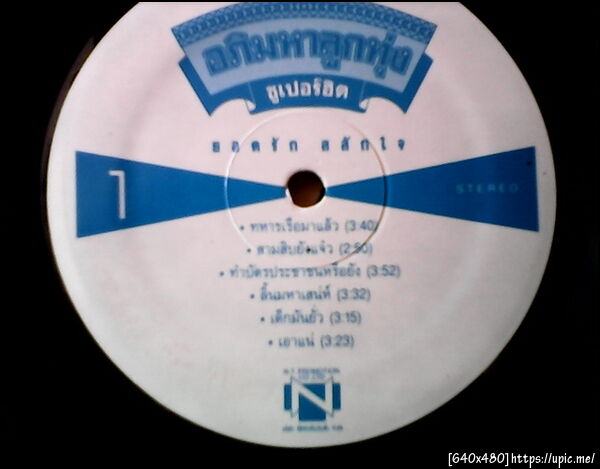 อภิมหาลูกทุ่ง
ซูเปอร์ฮิต
ยอดรัก สลักใจ
1
STEREO
• ทหารเรือมาแล้ว (3:40)
• สามสิบยังแจ๋ว (2:50)
• ทำบัตรประชาชนหรือยัง (3:52)
• ลิ้นมหาเสน่ห์ (3:32)
• เด็กมันยั่ว (3:15)
• เอาแน่ (3:23)
N
[640x480]https://upic.me/